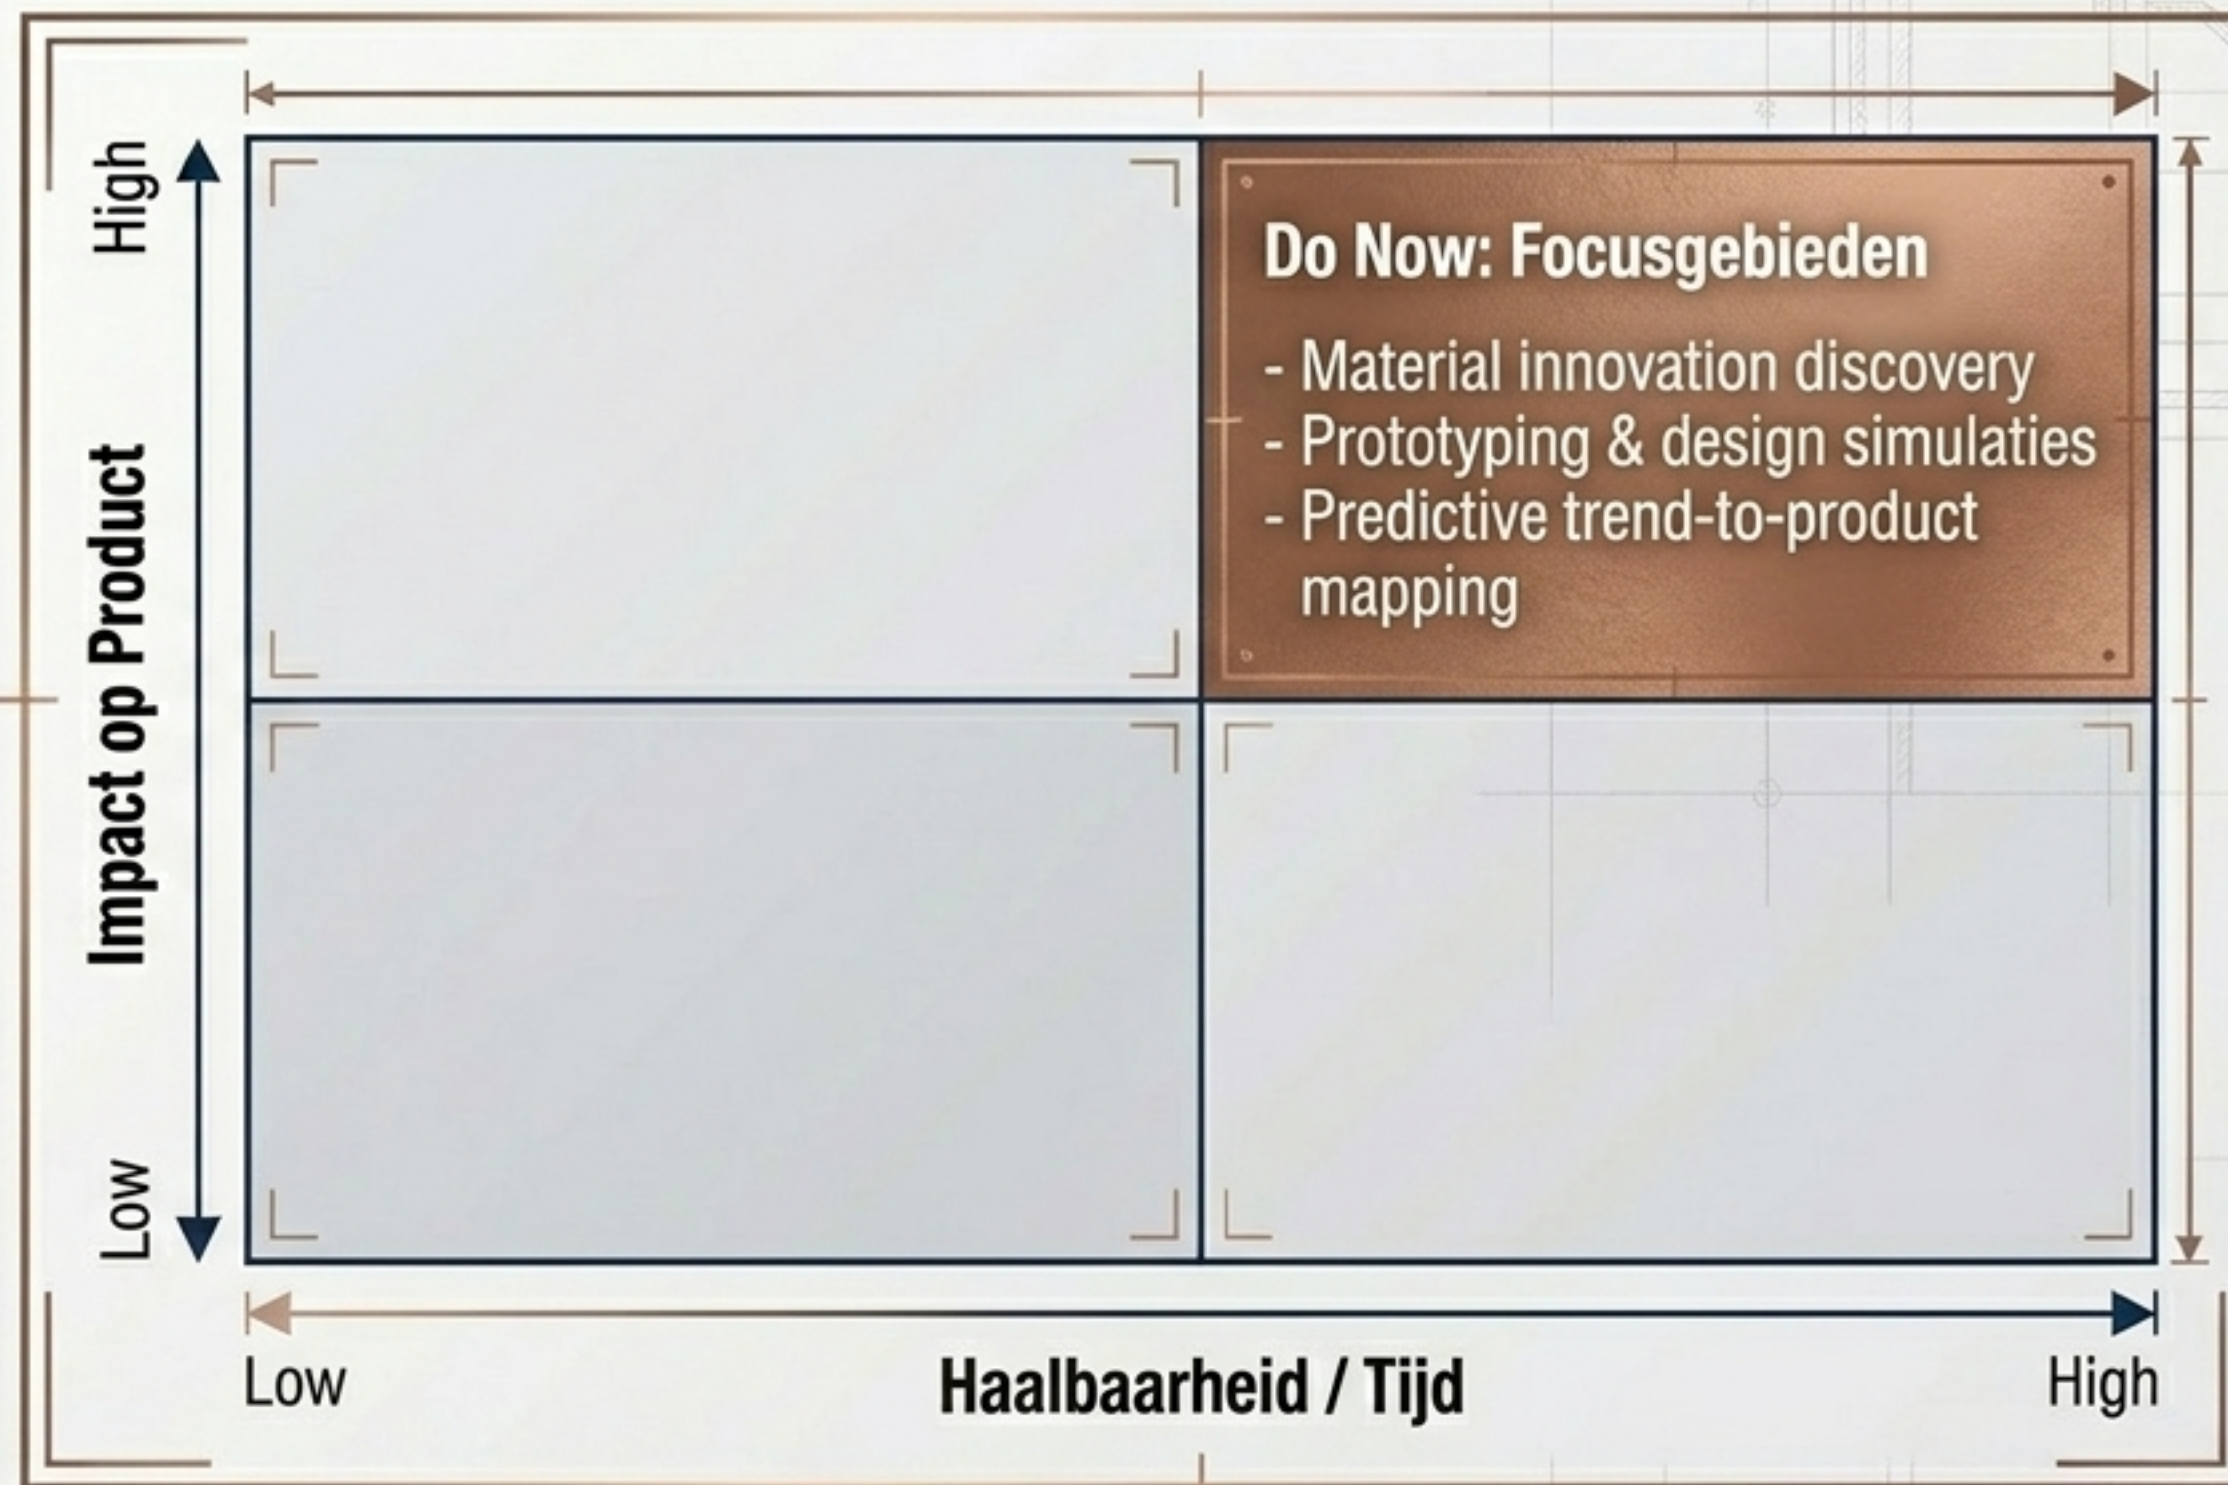 High
Do Now: Focusgebieden
- Material innovation discovery
- Prototyping & design simulaties
- Predictive trend-to-product
mapping
Impact op Product
Low
Low
Haalbaarheid / Tijd
High